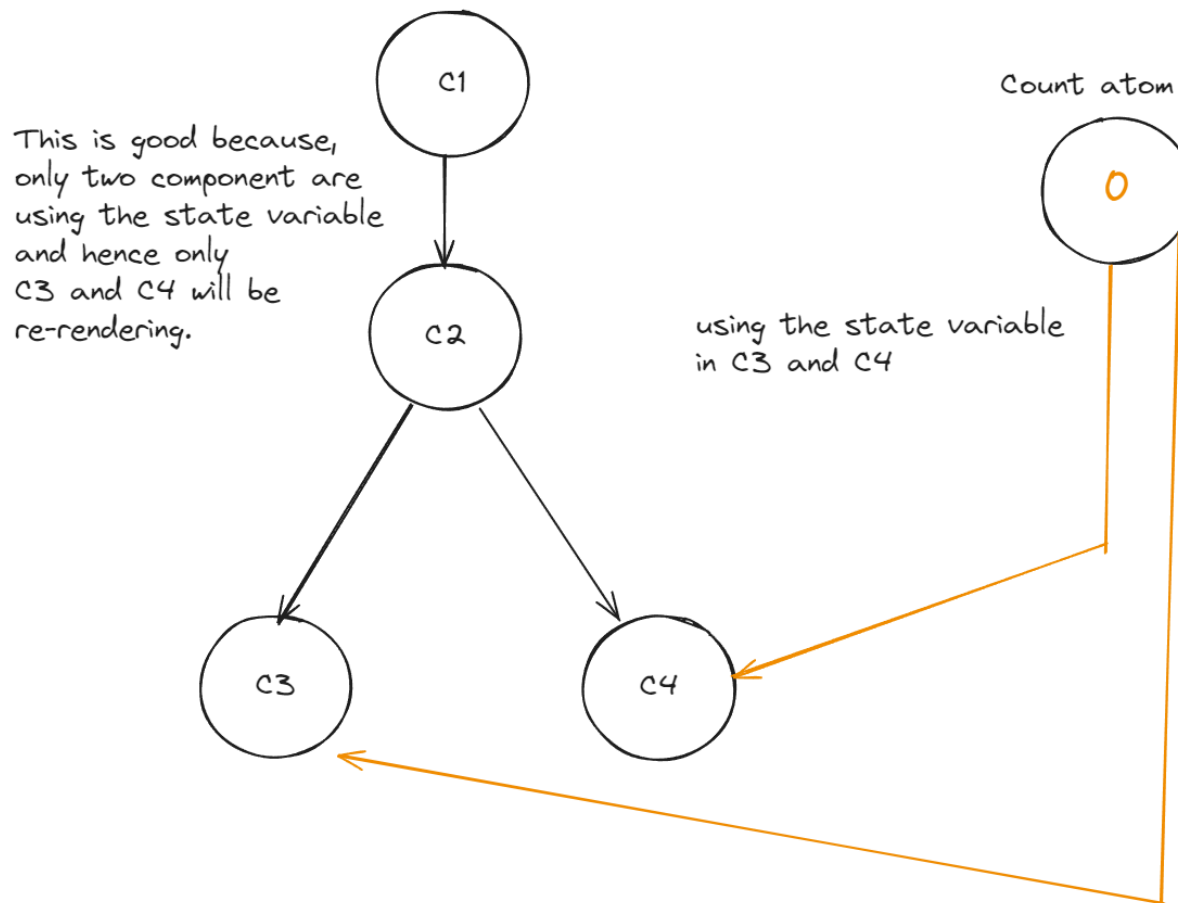 C1
Count atom
This is good because,
only two component are
using the state variable
and hence only
C3 and C4 will be
re-rendering.
0
C2
using the state variable
in C3 and C4
C3
C4